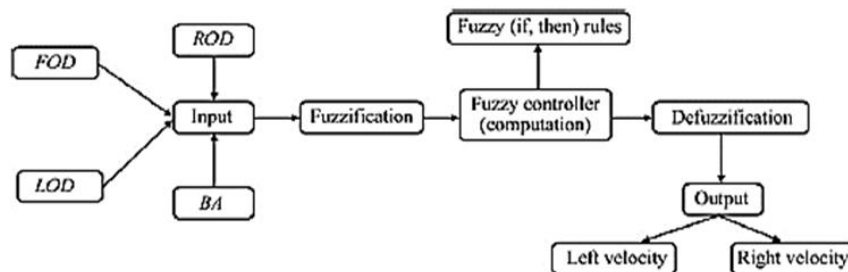 Fuzzy (if, then) rules
ROD
FOD
Input
Fuzzification
Fuzzy controller
(computation)
Defuzzification
LOD
BA
Output
Left velocity
Right velocity